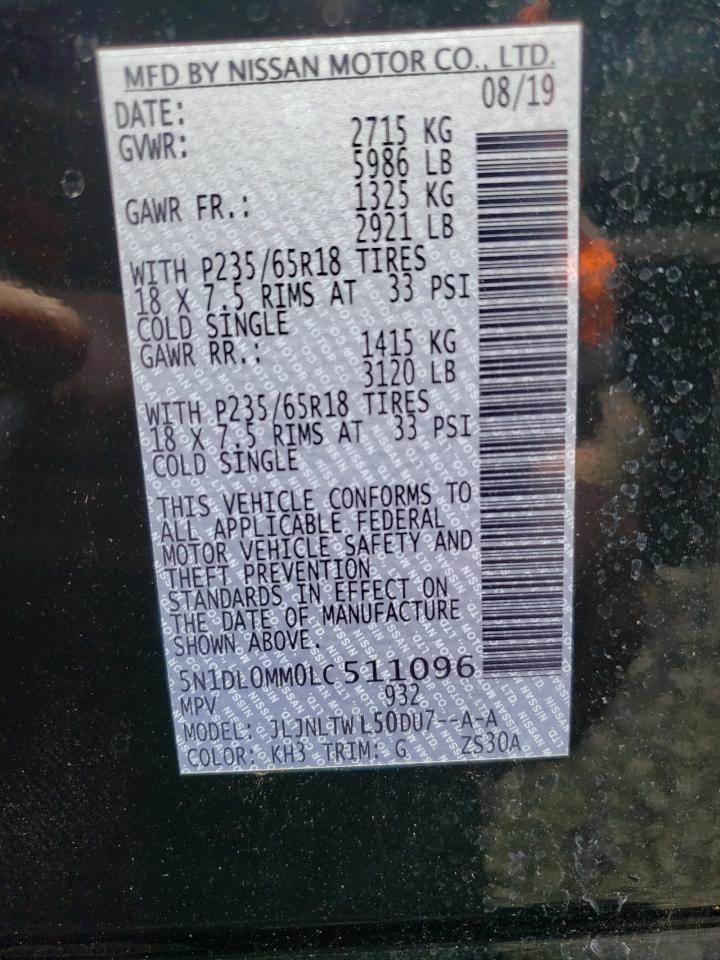 MFD BY NISSAN MOTOR CO., LTD.
DATE: 08/19
GVWR: 2715 KG
5986 LB
GAWR FR.: 1325 KG
2921 LB
WITH P235/65R18 TIRES
18 X 7.5 RIMS AT 33 PSI
COLD SINGLE
GAWR RR.: 1415 KG
3120 LB
WITH P235/65R18 TIRES
18 X 7.5 RIMS AT 33 PSI
COLD SINGLE
THIS VEHICLE CONFORMS TO
ALL APPLICABLE FEDERAL
MOTOR VEHICLE SAFETY AND
THEFT PREVENTION
STANDARDS IN EFFECT ON
THE DATE OF MANUFACTURE
SHOWN ABOVE.
5N1DL0MM0LC511096
MPV 932
MODEL: JLJNLTWL50DU7--A-A
COLOR: KH3 TRIM: G ZS30A